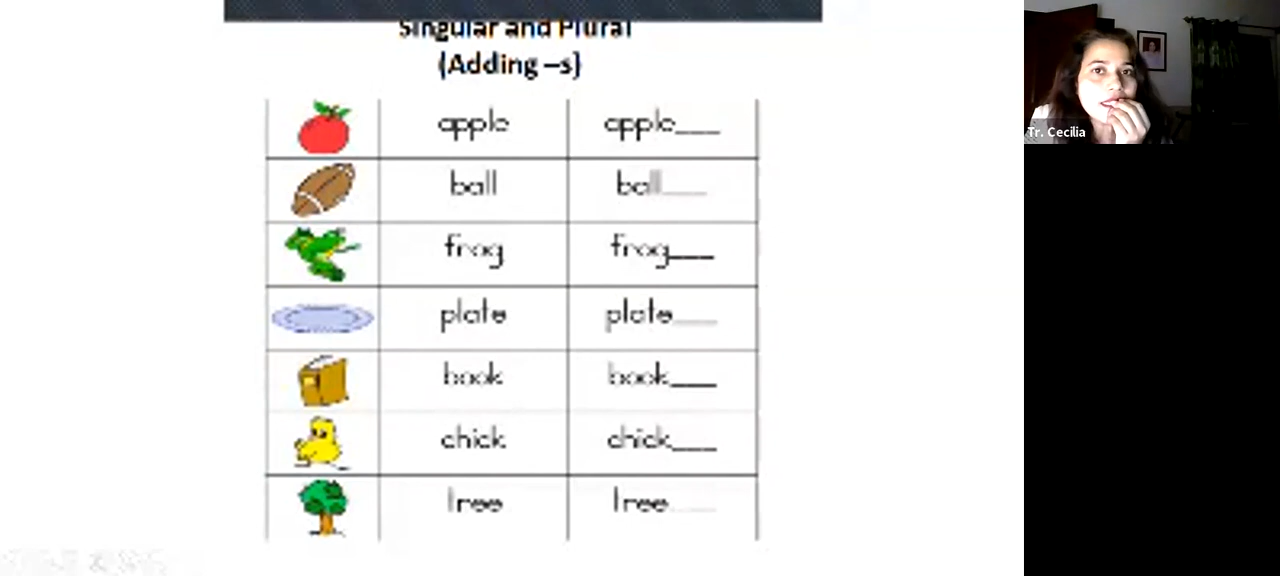 Singular and Plural
(Adding –s)
apple apple___
ball ball___
frog frog___
plate plate___
book book___
chick chick___
tree tree___
Tr. Cecilia